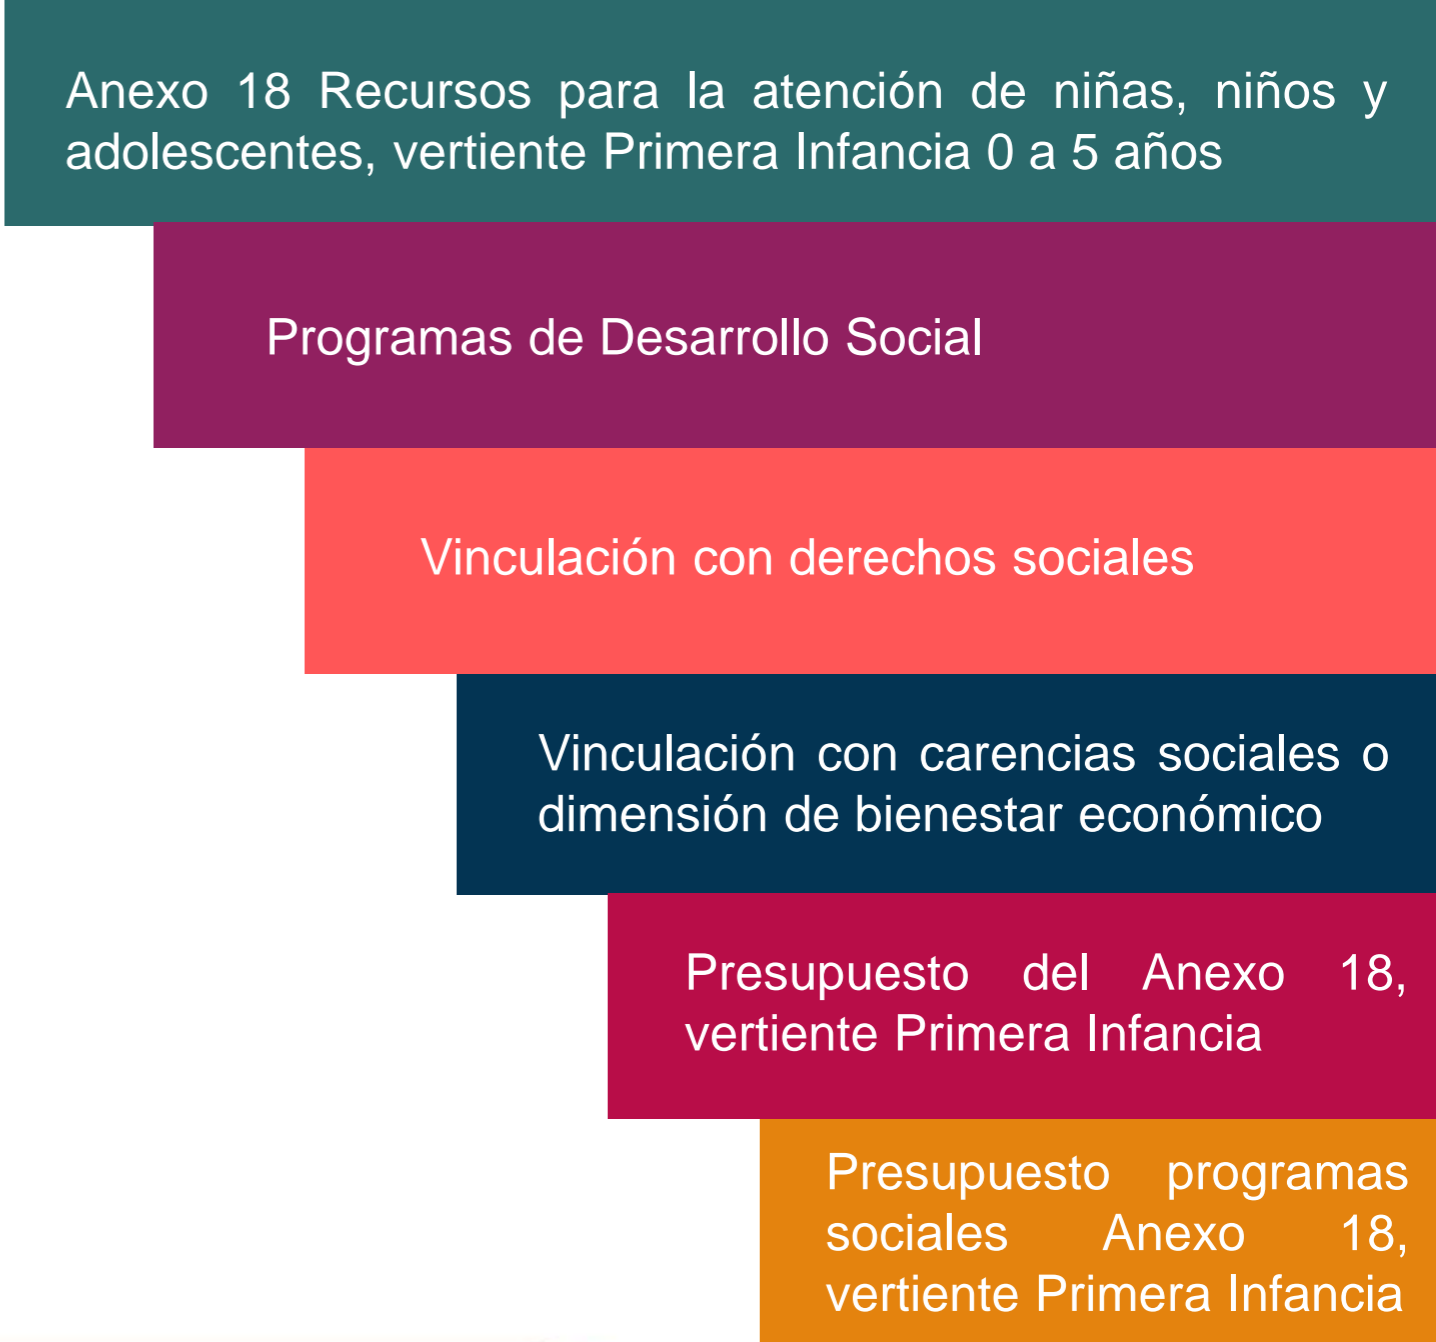 Anexo 18 Recursos para la atención de niñas, niños y
adolescentes, vertiente Primera Infancia 0 a 5 años
Programas de Desarrollo Social
Vinculación con derechos sociales
Vinculación con carencias sociales o
dimensión de bienestar económico
Presupuesto del Anexo 18,
vertiente Primera Infancia
Presupuesto programas
sociales Anexo 18,
vertiente Primera Infancia